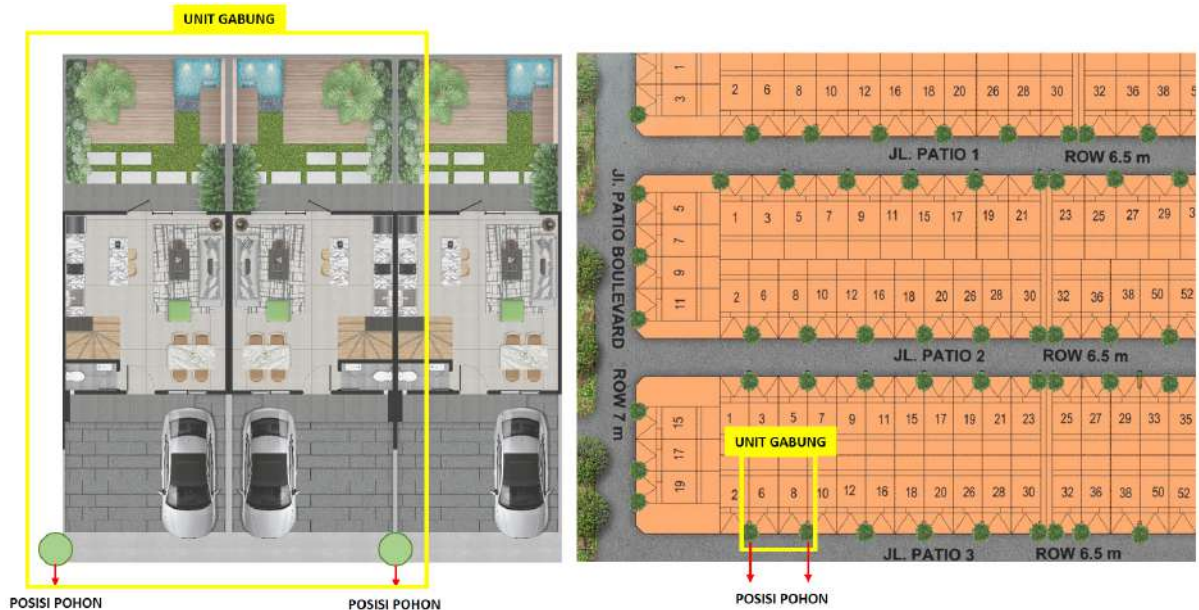 UNIT GABUNG
POSISI POHON
POSISI POHON
1
3
2 6 8 10 12 16 18 20 26 28 30 32 36 38 5
JL. PATIO 1 ROW 6.5 m
Jl. PATIO BOULEVARD ROW 7 m
5
7
9
11
1 3 5 7 9 11 15 17 19 21 23 25 27 29 3
2 6 8 10 12 16 18 20 26 28 30 32 36 38 50 52
JL. PATIO 2 ROW 6.5 m
15
17
19
1 3 5 7 9 11 15 17 19 21 23 25 27 29 33 35
UNIT GABUNG
2 6 8 10 12 16 18 20 26 28 30 32 36 38 50 52
JL. PATIO 3 ROW 6.5 m
POSISI POHON